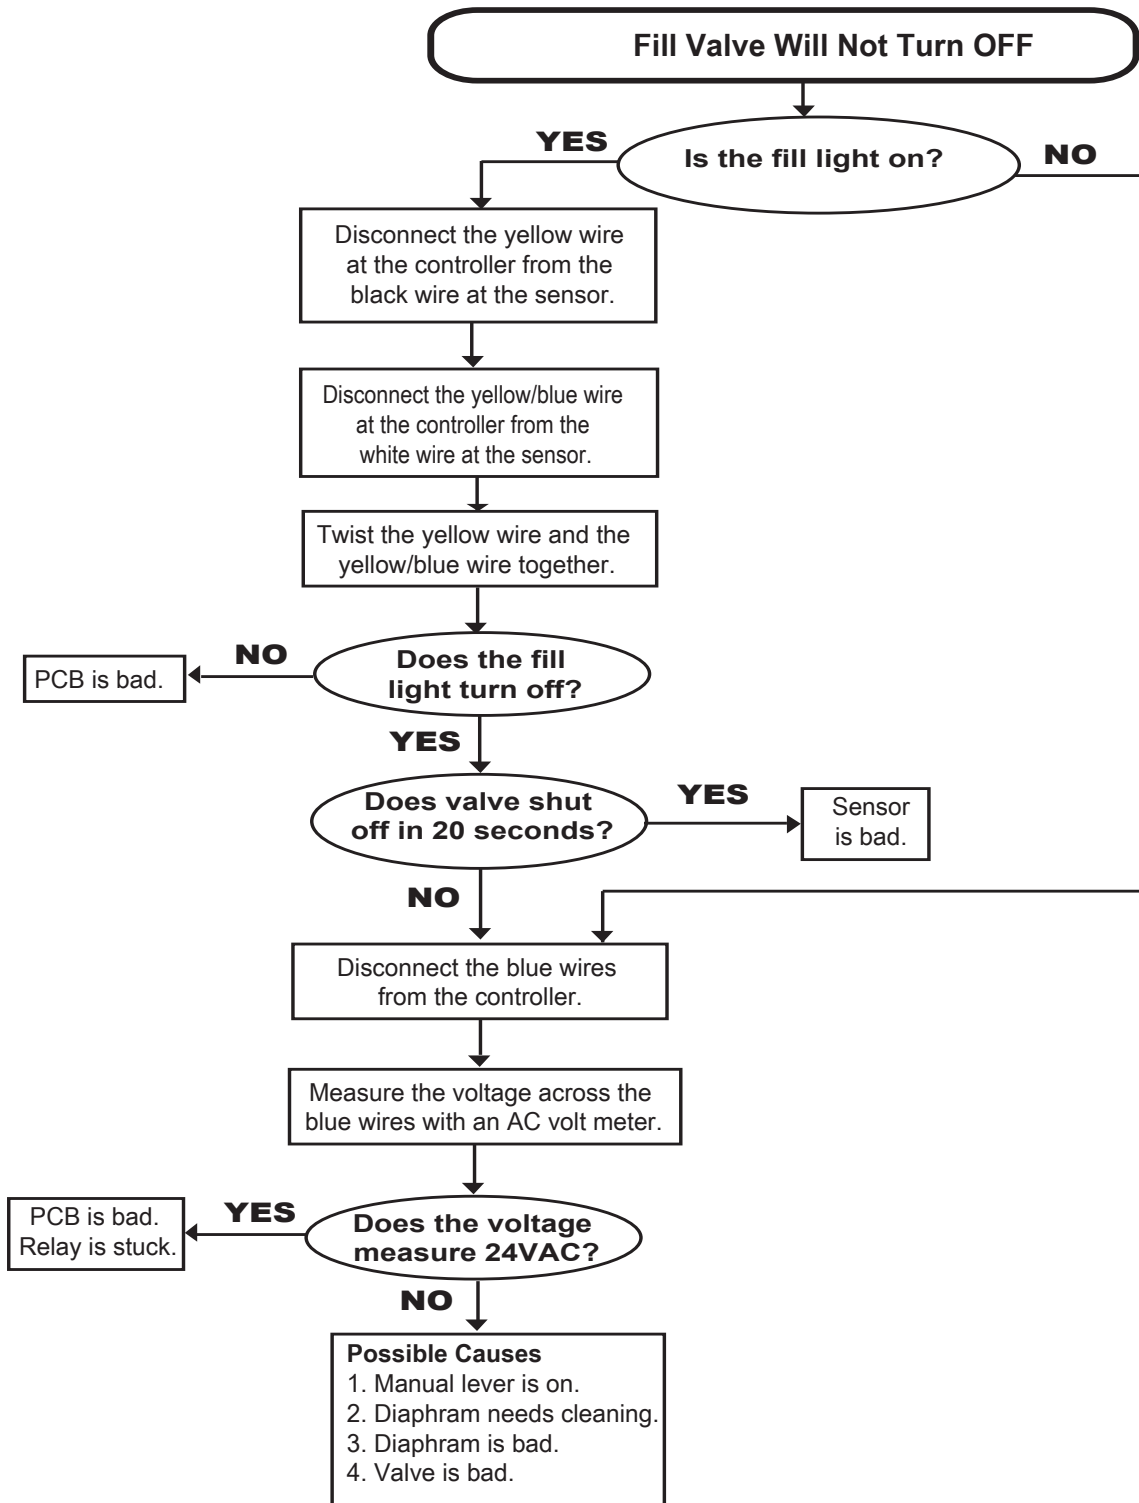 Fill Valve Will Not Turn OFF
Is the fill light on?
YES
NO
Disconnect the yellow wire
at the controller from the
black wire at the sensor.
Disconnect the yellow/blue wire
at the controller from the
white wire at the sensor.
Twist the yellow wire and the
yellow/blue wire together.
Does the fill
light turn off?
NO
PCB is bad.
YES
Does valve shut
off in 20 seconds?
YES
Sensor
is bad.
NO
Disconnect the blue wires
from the controller.
Measure the voltage across the
blue wires with an AC volt meter.
Does the voltage
measure 24VAC?
YES
PCB is bad.
Relay is stuck.
NO
Possible Causes
1. Manual lever is on.
2. Diaphram needs cleaning.
3. Diaphram is bad.
4. Valve is bad.